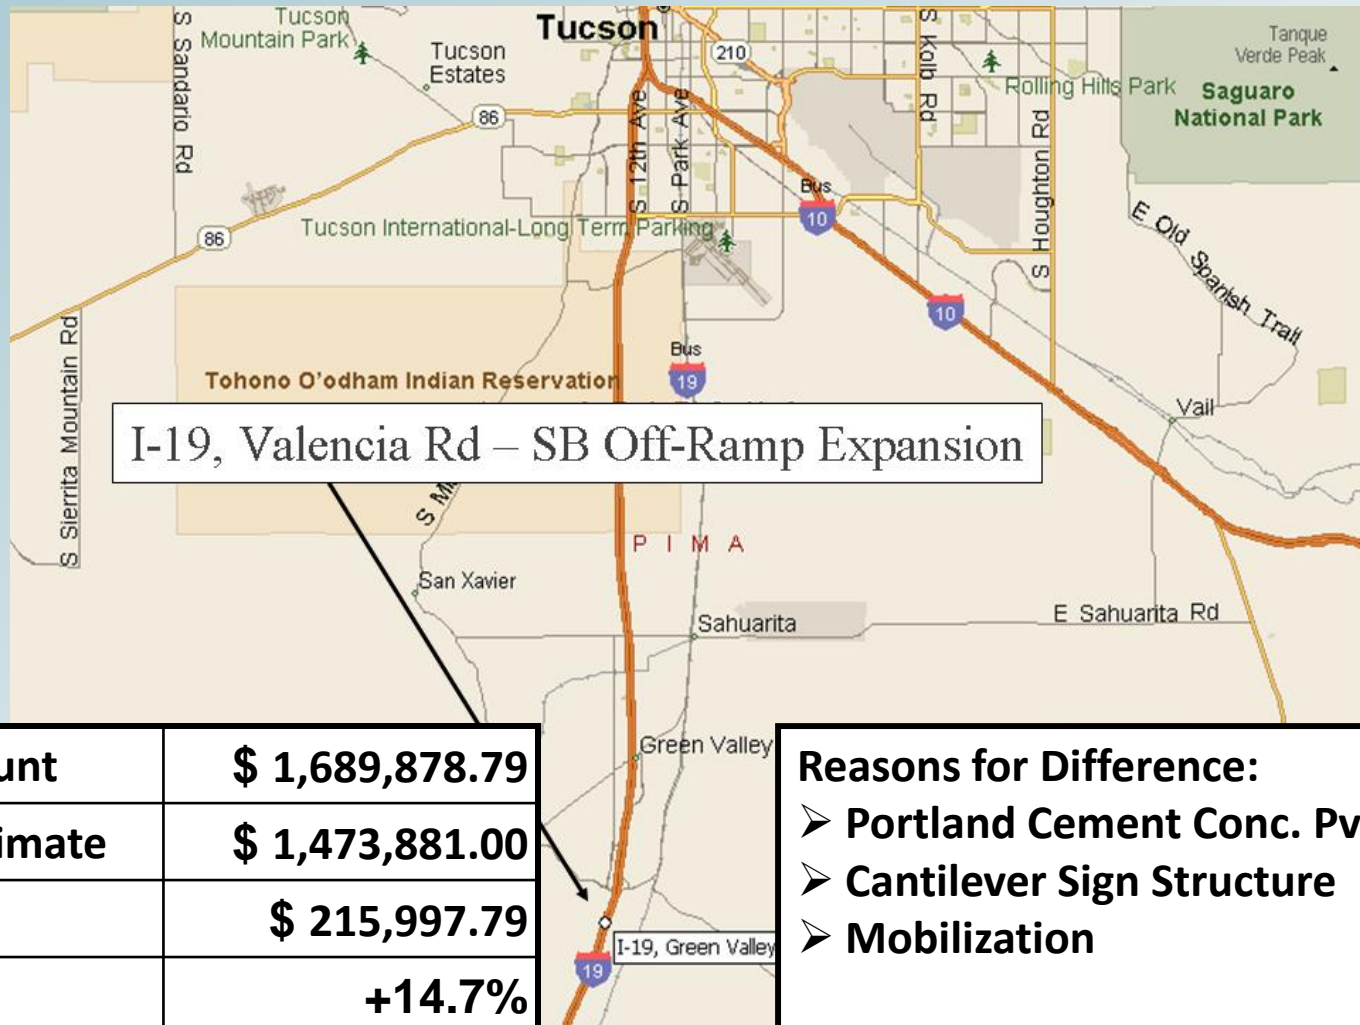 Tucson
Mountain Park
Tucson
Estates
Tucson
210
S Kolb Rd
Rolling Hills Park
Tanque
Verde Peak
Saguaro
National Park
S Sandario Rd
86
S 12th Ave
S Park Ave
S Houghton Rd
Bus
10
86
Tucson International-Long Term Parking
E Old Spanish Trail
10
S Sierrita Mountain Rd
Bus
19
Tohono O'odham Indian Reservation
Vail
I-19, Valencia Rd – SB Off-Ramp Expansion
PIMA
San Xavier
Sahuarita
E Sahuarita Rd
Green Valley
$ 1,689,878.79
$ 1,473,881.00
$ 215,997.79
+14.7%
I-19, Green Valley
19
Reasons for Difference:
➢ Portland Cement Conc.
➢ Cantilever Sign Structure
➢ Mobilization